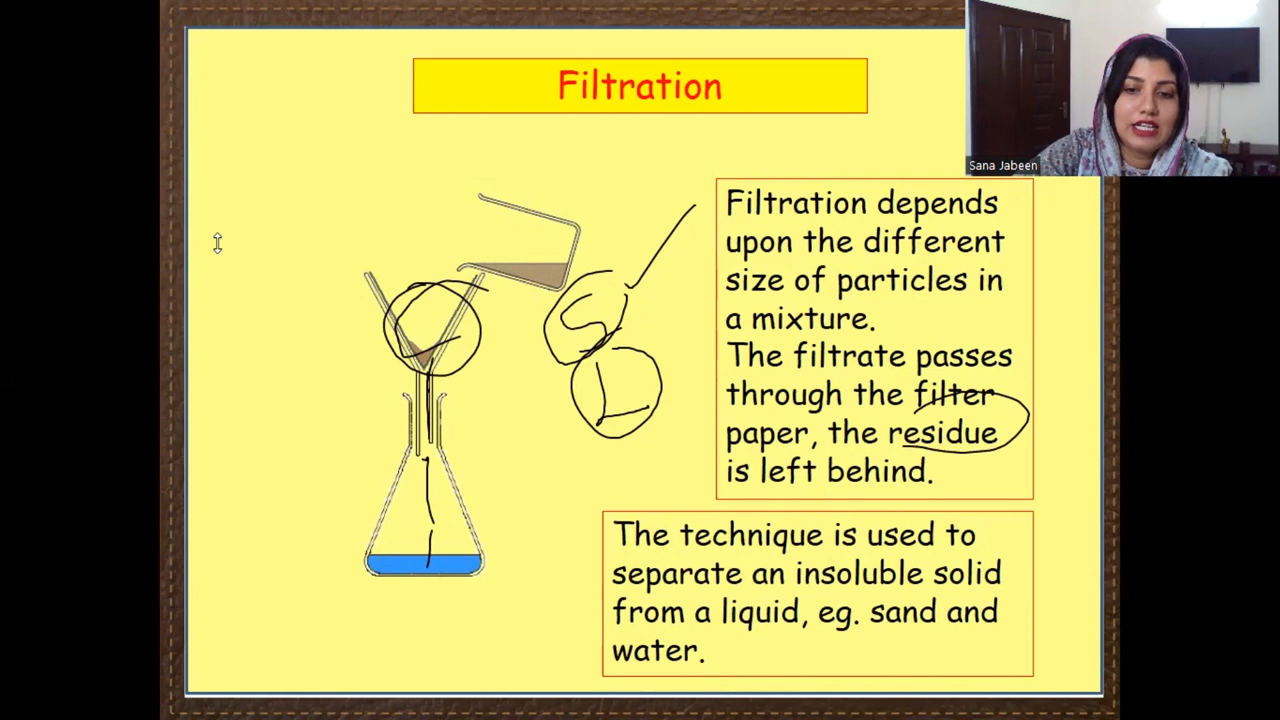 Filtration
Sana Jabeen
Filtration depends
upon the different
size of particles in
a mixture.
The filtrate passes
through the filter
paper, the residue
is left behind.
S
L
The technique is used to
separate an insoluble solid
from a liquid, eg. sand and
water.